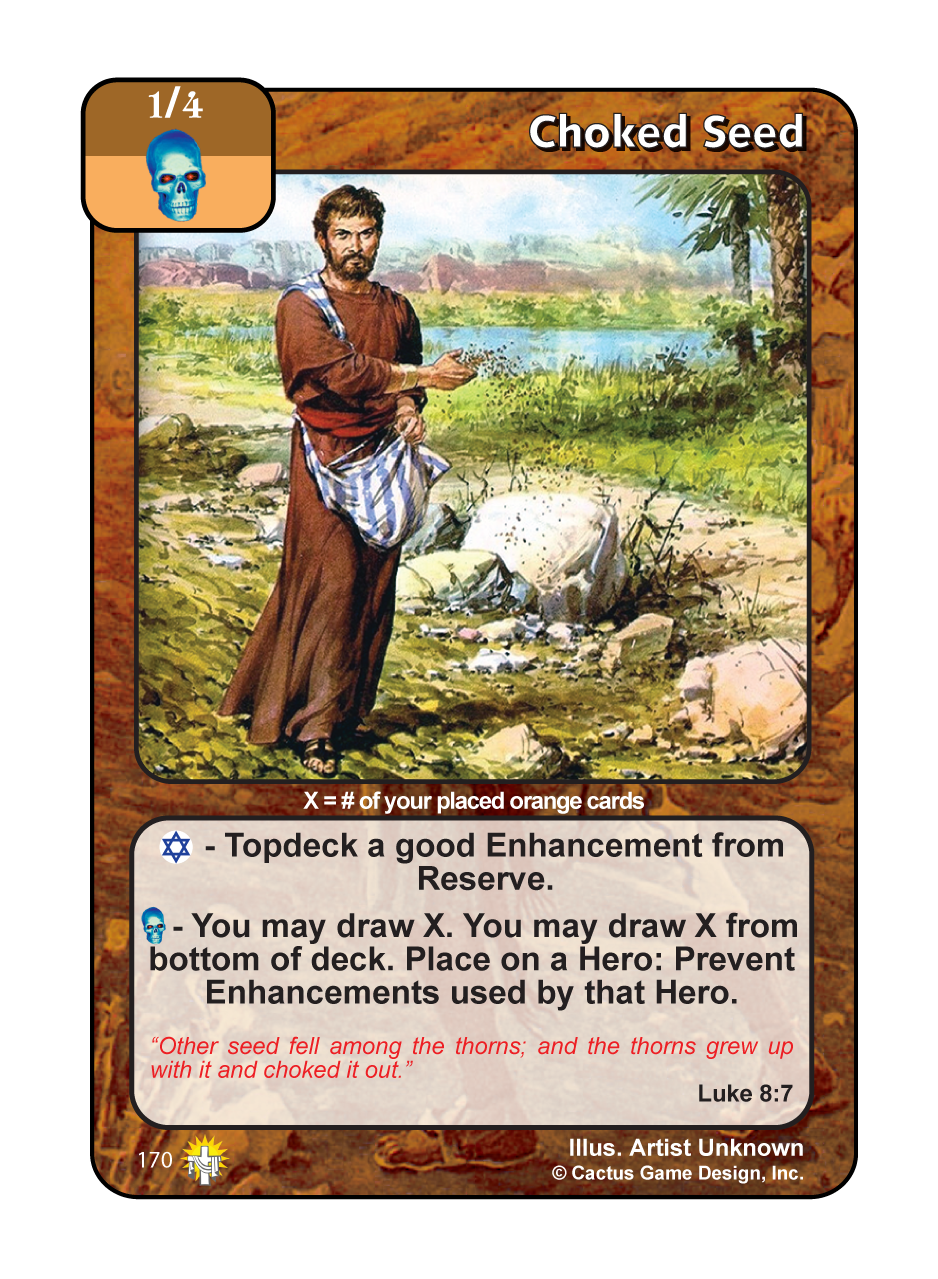 1/4
Choked Seed
X = # of your placed orange cards
- Topdeck a good Enhancement from
Reserve.
- You may draw X. You may draw X from
bottom of deck. Place on a Hero: Prevent
Enhancements used by that Hero.
“Other seed fell among the thorns; and the thorns grew up
with it and choked it out.”
Luke 8:7
170
Illus. Artist Unknown
© Cactus Game Design, Inc.